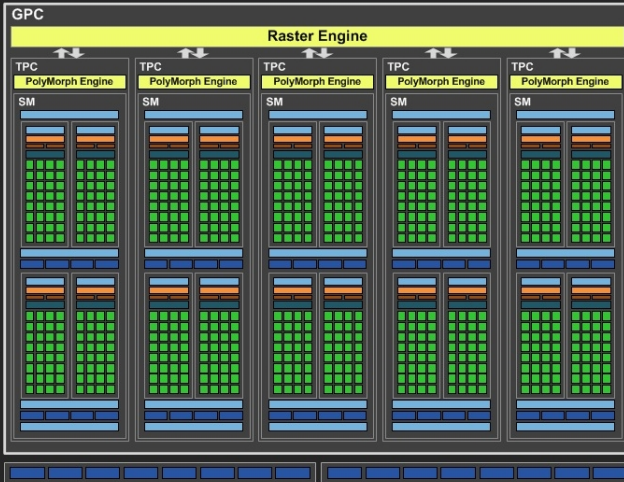 GPC
Raster Engine
TPC TPC TPC TPC TPC
PolyMorph Engine PolyMorph Engine PolyMorph Engine PolyMorph Engine PolyMorph Engine
SM SM SM SM SM